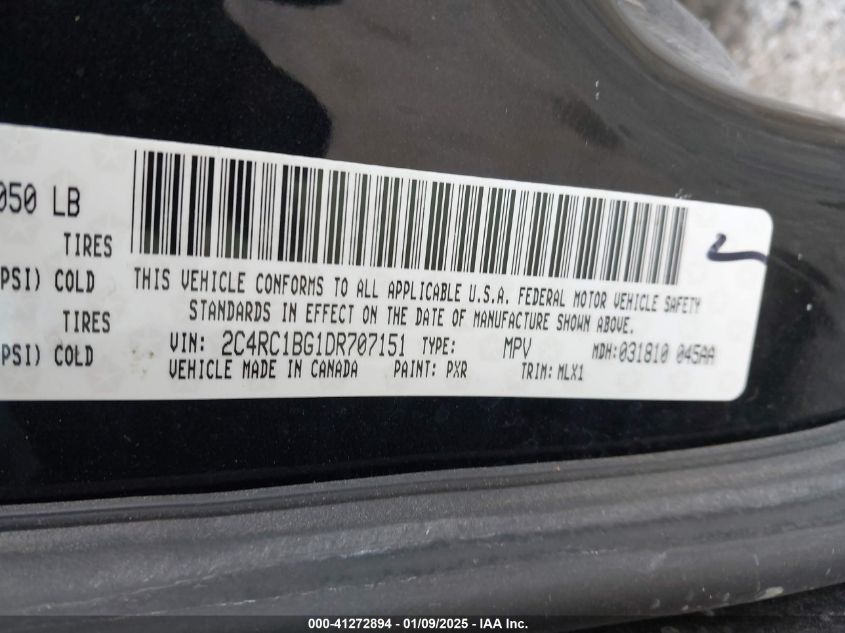 050 LB
TIRES
PSI) COLD
TIRES
PSI) COLD
THIS VEHICLE CONFORMS TO ALL APPLICABLE U.S.A. FEDERAL MOTOR VEHICLE SAFETY
STANDARDS IN EFFECT ON THE DATE OF MANUFACTURE SHOWN ABOVE.
VIN: 2C4RC1BG1DR707151 TYPE: MPV MDH:031810 045AA
VEHICLE MADE IN CANADA PAINT: PXR TRIM: MLX1
000-41272894 - 01/09/2025 - IAA Inc.